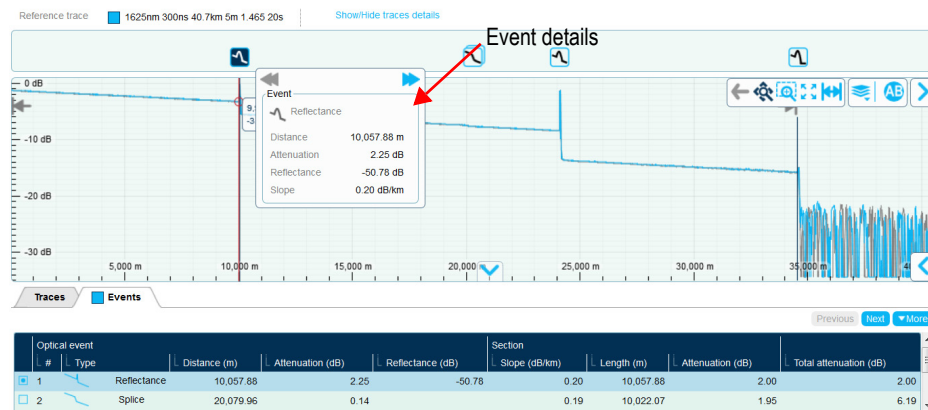 Reference trace 1625nm 300ns 40.7km 5m 1.465 20s Show/Hide traces details
Event details
0 dB
-10 dB
-20 dB
-30 dB
Event
Reflectance
Distance 10,057.88 m
Attenuation 2.25 dB
Reflectance -50.78 dB
Slope 0.20 dB/km
AB
5,000 m 10,000 m 15,000 m 20,000 m 25,000 m 30,000 m 35,000 m
Traces Events
Previous Next ▼More
Optical event Section
# Type Distance (m) Attenuation (dB) Reflectance (dB) Slope (dB/km) Length (m) Attenuation (dB) Total attenuation (dB)
1 Reflectance 10,057.88 2.25 -50.78 0.20 10,057.88 2.00 2.00
2 Splice 20,079.96 0.14 0.19 10,022.07 1.95 6.19